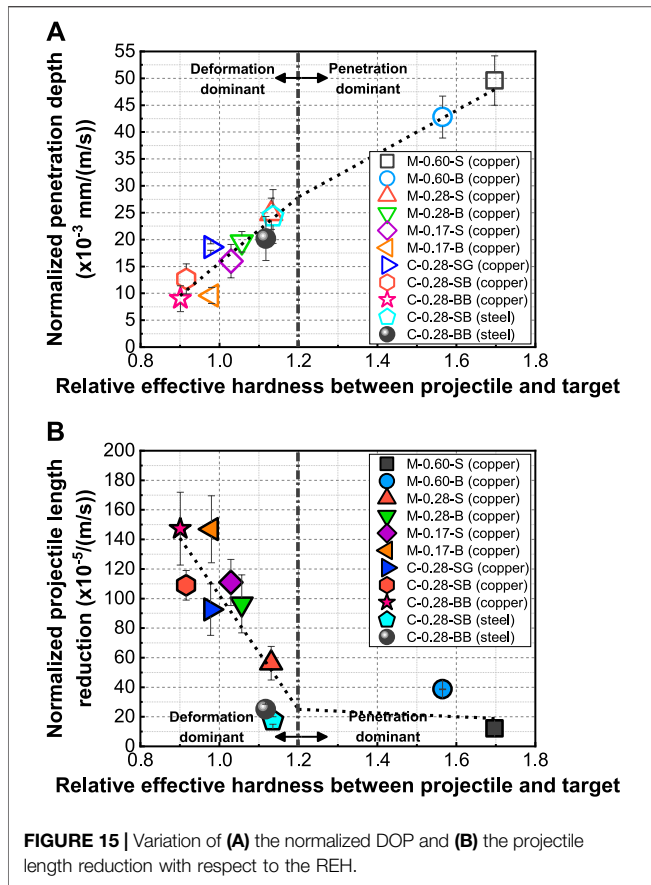 A
Normalized penetration depth
(x10⁻³ mm/(m/s))
55
50
45
40
35
30
25
20
15
10
5
0
Deformation
dominant
Penetration
dominant
M-0.60-S (copper)
M-0.60-B (copper)
M-0.28-S (copper)
M-0.28-B (copper)
M-0.17-S (copper)
M-0.17-B (copper)
C-0.28-SG (copper)
C-0.28-SB (copper)
C-0.28-BB (copper)
C-0.28-SB (steel)
C-0.28-BB (steel)
0.8 1.0 1.2 1.4 1.6 1.8
Relative effective hardness between projectile and target
B
Normalized projectile length
reduction (x10⁻⁵/(m/s))
200
180
160
140
120
100
80
60
40
20
0
M-0.60-S (copper)
M-0.60-B (copper)
M-0.28-S (copper)
M-0.28-B (copper)
M-0.17-S (copper)
M-0.17-B (copper)
C-0.28-SG (copper)
C-0.28-SB (copper)
C-0.28-BB (copper)
C-0.28-SB (steel)
C-0.28-BB (steel)
Deformation
dominant
Penetration
dominant
0.8 1.0 1.2 1.4 1.6 1.8
Relative effective hardness between projectile and target
FIGURE 15 | Variation of (A) the normalized DOP and (B) the projectile
length reduction with respect to the REH.